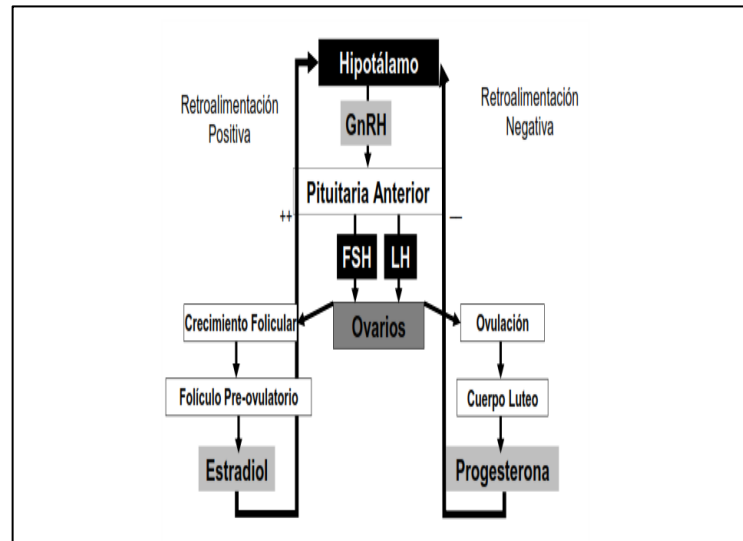 Hipotálamo
Retroalimentación
Positiva
Retroalimentación
Negativa
GnRH
Pituitaria Anterior
++
—
FSH
LH
Crecimiento Folicular
Ovarios
Ovulación
Folículo Pre-ovulatorio
Cuerpo Luteo
Estradiol
Progesterona